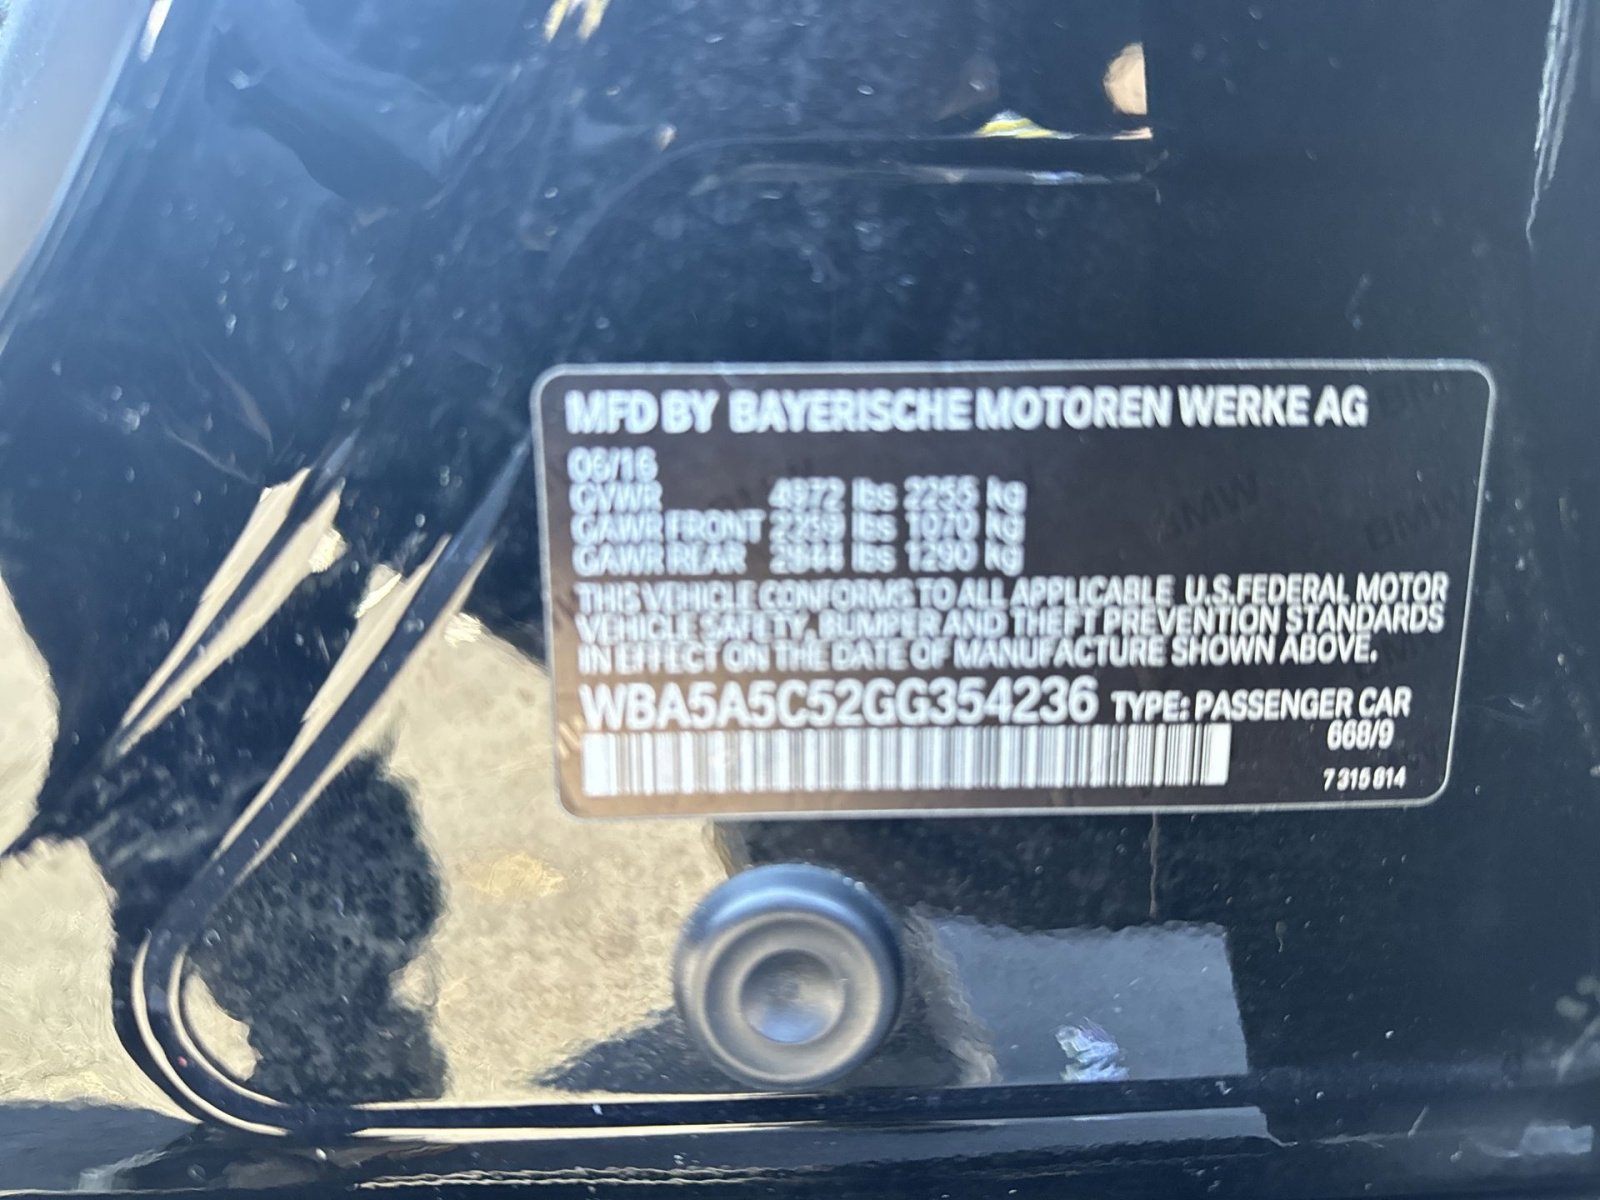 MFD BY BAYERISCHE MOTOREN WERKE AG
06/16
GVWR 4972 lbs 2255 kg
GAWR FRONT 2359 lbs 1070 kg
GAWR REAR 2844 lbs 1290 kg
THIS VEHICLE CONFORMS TO ALL APPLICABLE U.S. FEDERAL MOTOR
VEHICLE SAFETY, BUMPER AND THEFT PREVENTION STANDARDS
IN EFFECT ON THE DATE OF MANUFACTURE SHOWN ABOVE.
WBA5A5C52GG354236 TYPE: PASSENGER CAR
668/9
7 315 814